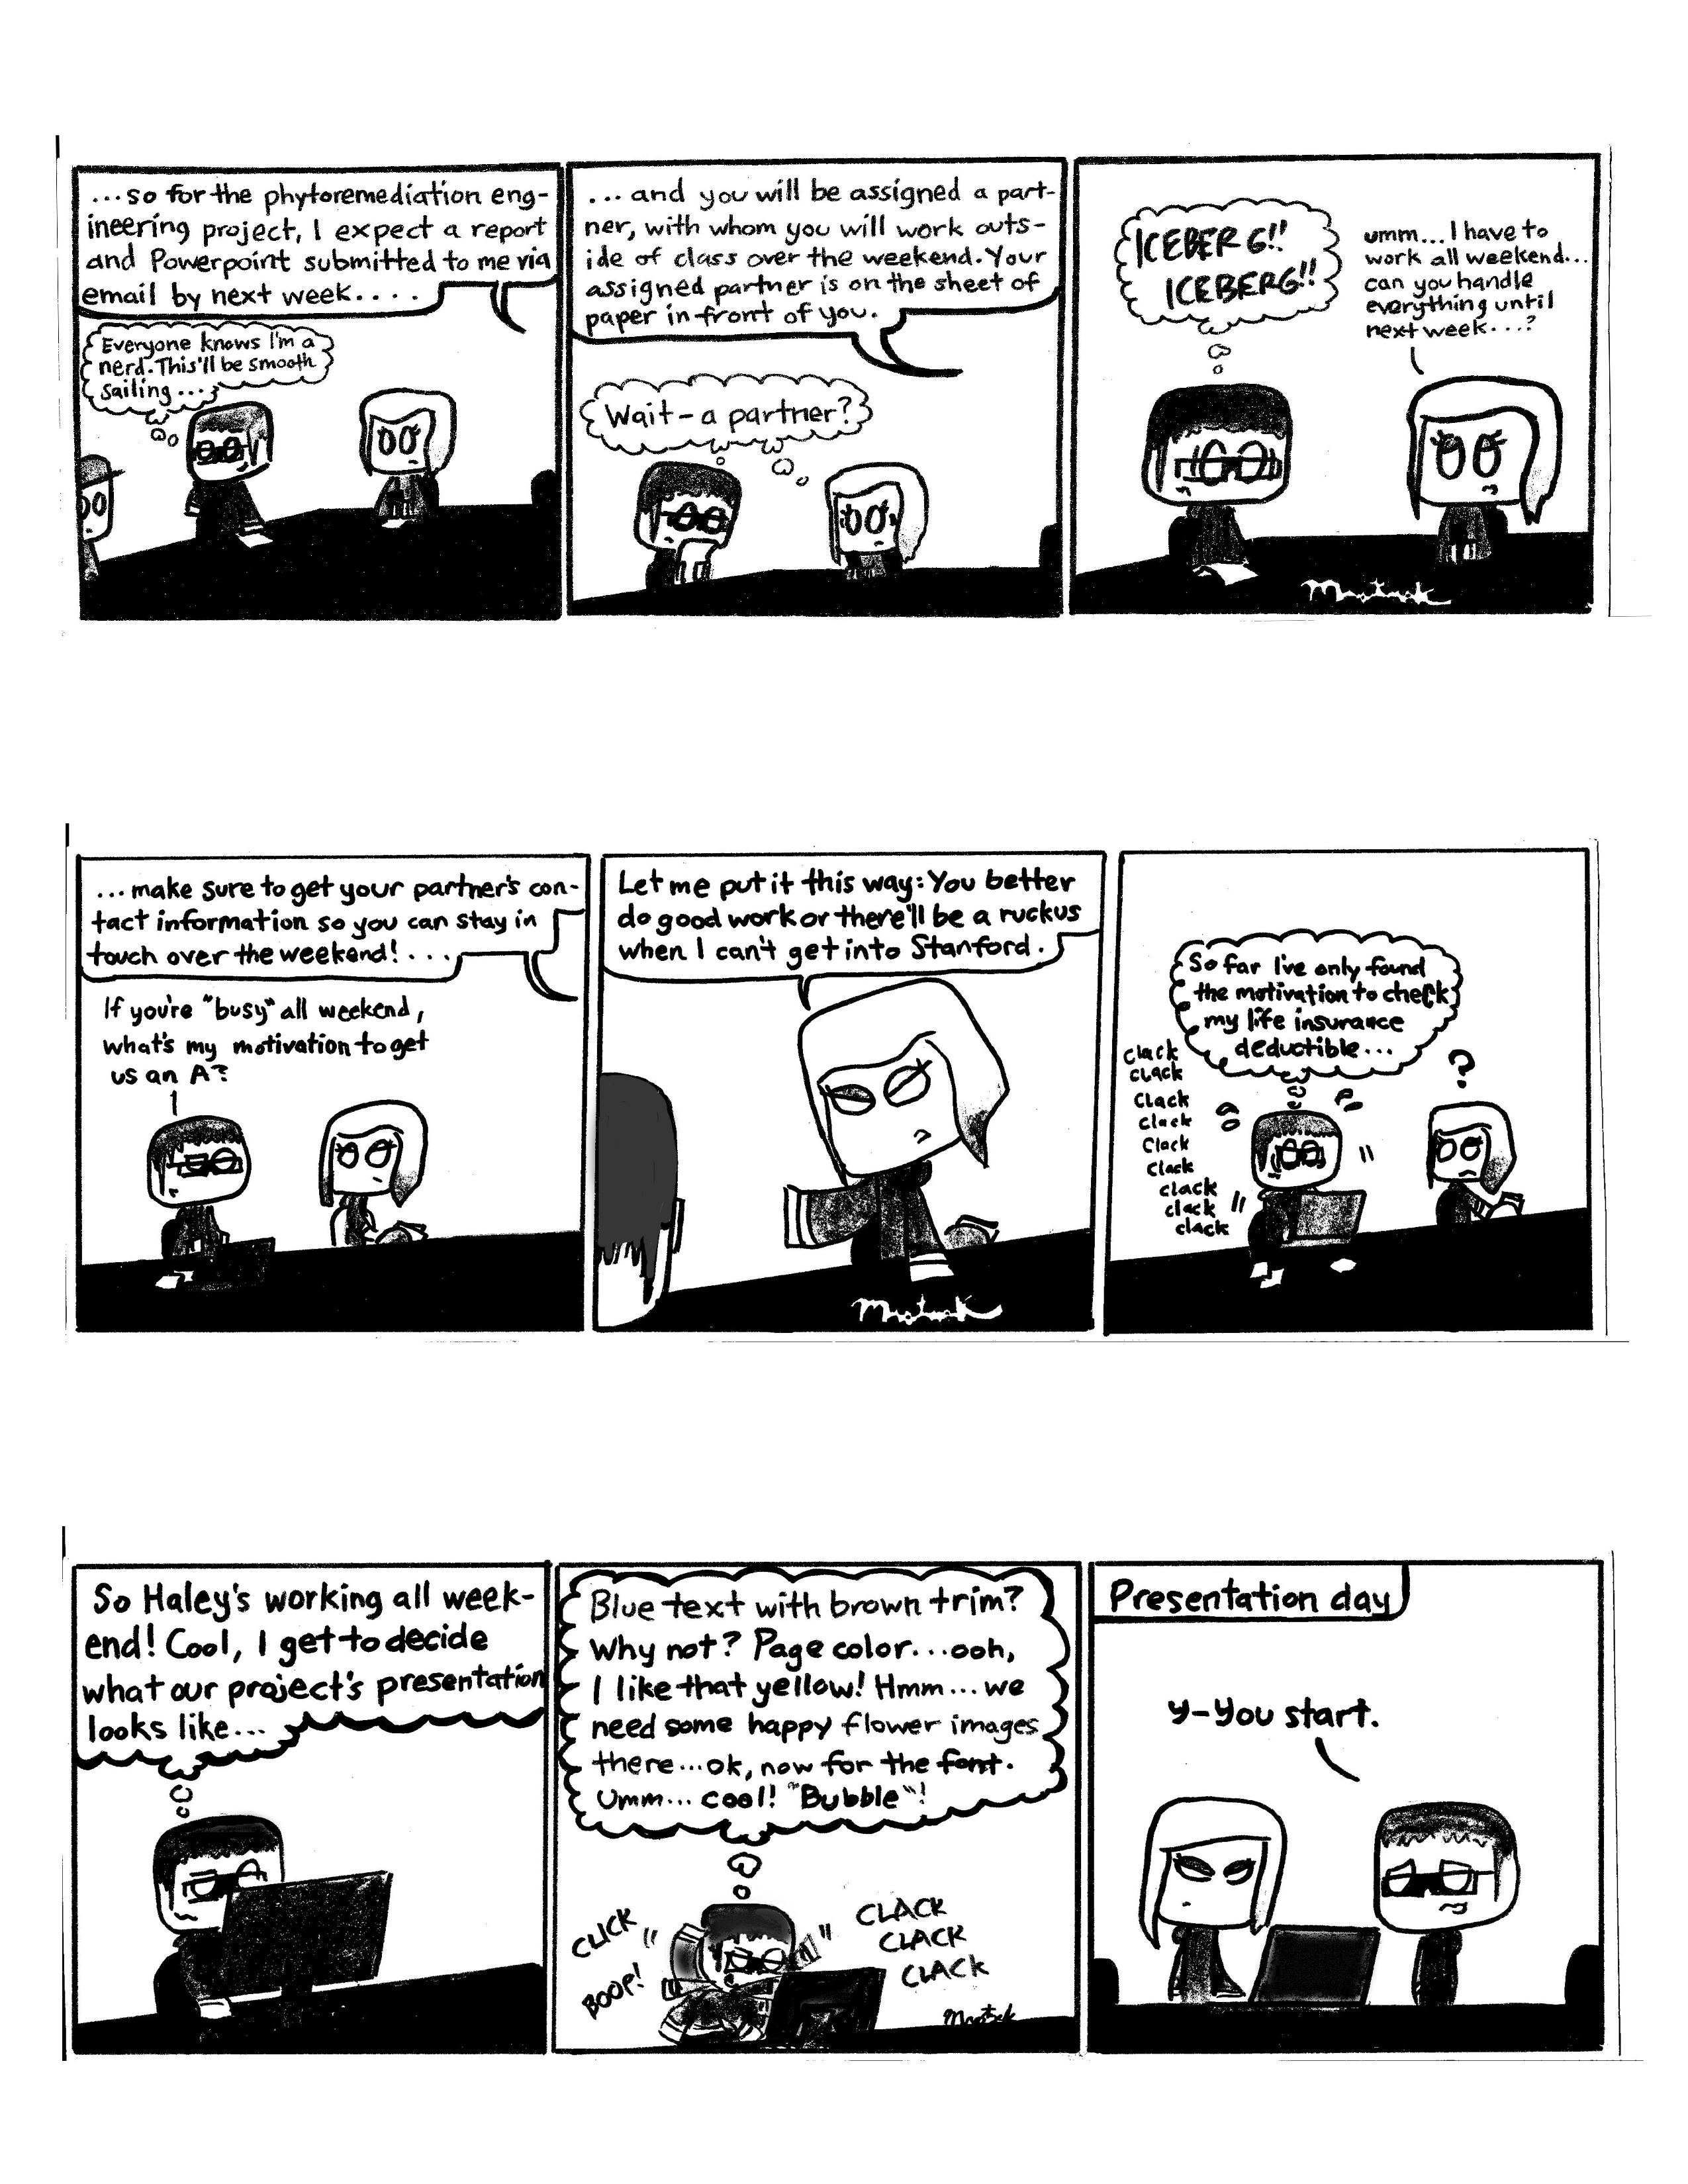 ...so for the phytoremediation eng-
ineering project, I expect a report
and Powerpoint submitted to me via
email by next week....
Everyone knows I'm a
nerd. This'll be smooth
sailing...
... and you will be assigned a part-
ner, with whom you will work outs-
ide of class over the weekend. Your
assigned partner is on the sheet of
paper in front of you.
Wait - a partner?
ICEBERG!!
ICEBERG!!
umm... I have to
work all weekend...
can you handle
everything until
next week...?
...make sure to get your partner's con-
tact information so you can stay in
touch over the weekend!...
If you're "busy" all weekend,
what's my motivation to get
us an A?
Let me put it this way: You better
do good work or there'll be a ruckus
when I can't get into Stanford.
So far I've only found
the motivation to check
my life insurance
deductible...
clack
clack
clack
clack
clack
clack
clack
clack
clack
?
So Haley's working all week-
end! Cool, I get to decide
what our project's presentation
looks like...
Blue text with brown trim?
Why not? Page color...ooh,
I like that yellow! Hmm... we
need some happy flower images
there...ok, now for the font.
Umm... cool! "Bubble"!
CLICK
BOOP!
CLACK
CLACK
CLACK
Presentation day
Y-You start.